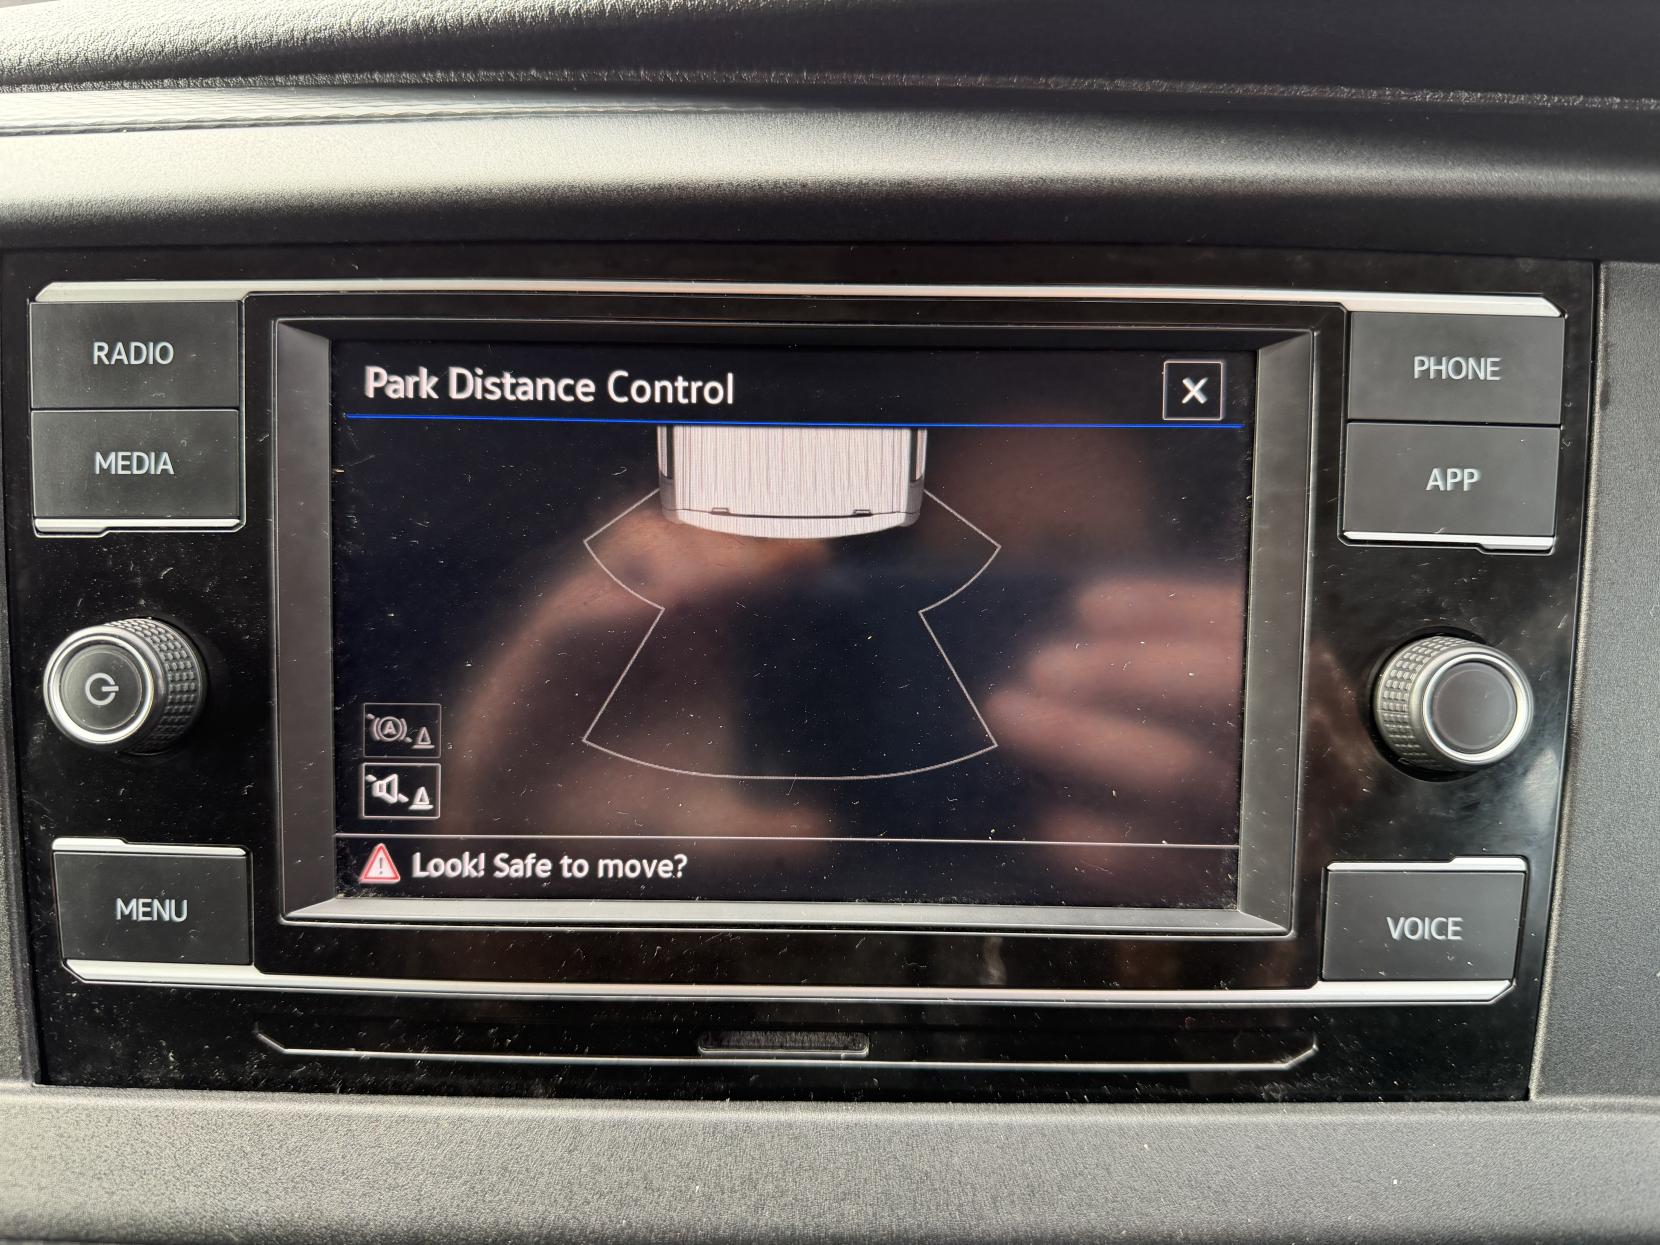 RADIO
MEDIA
MENU
Park Distance Control
X
A
Look! Safe to move?
PHONE
APP
VOICE